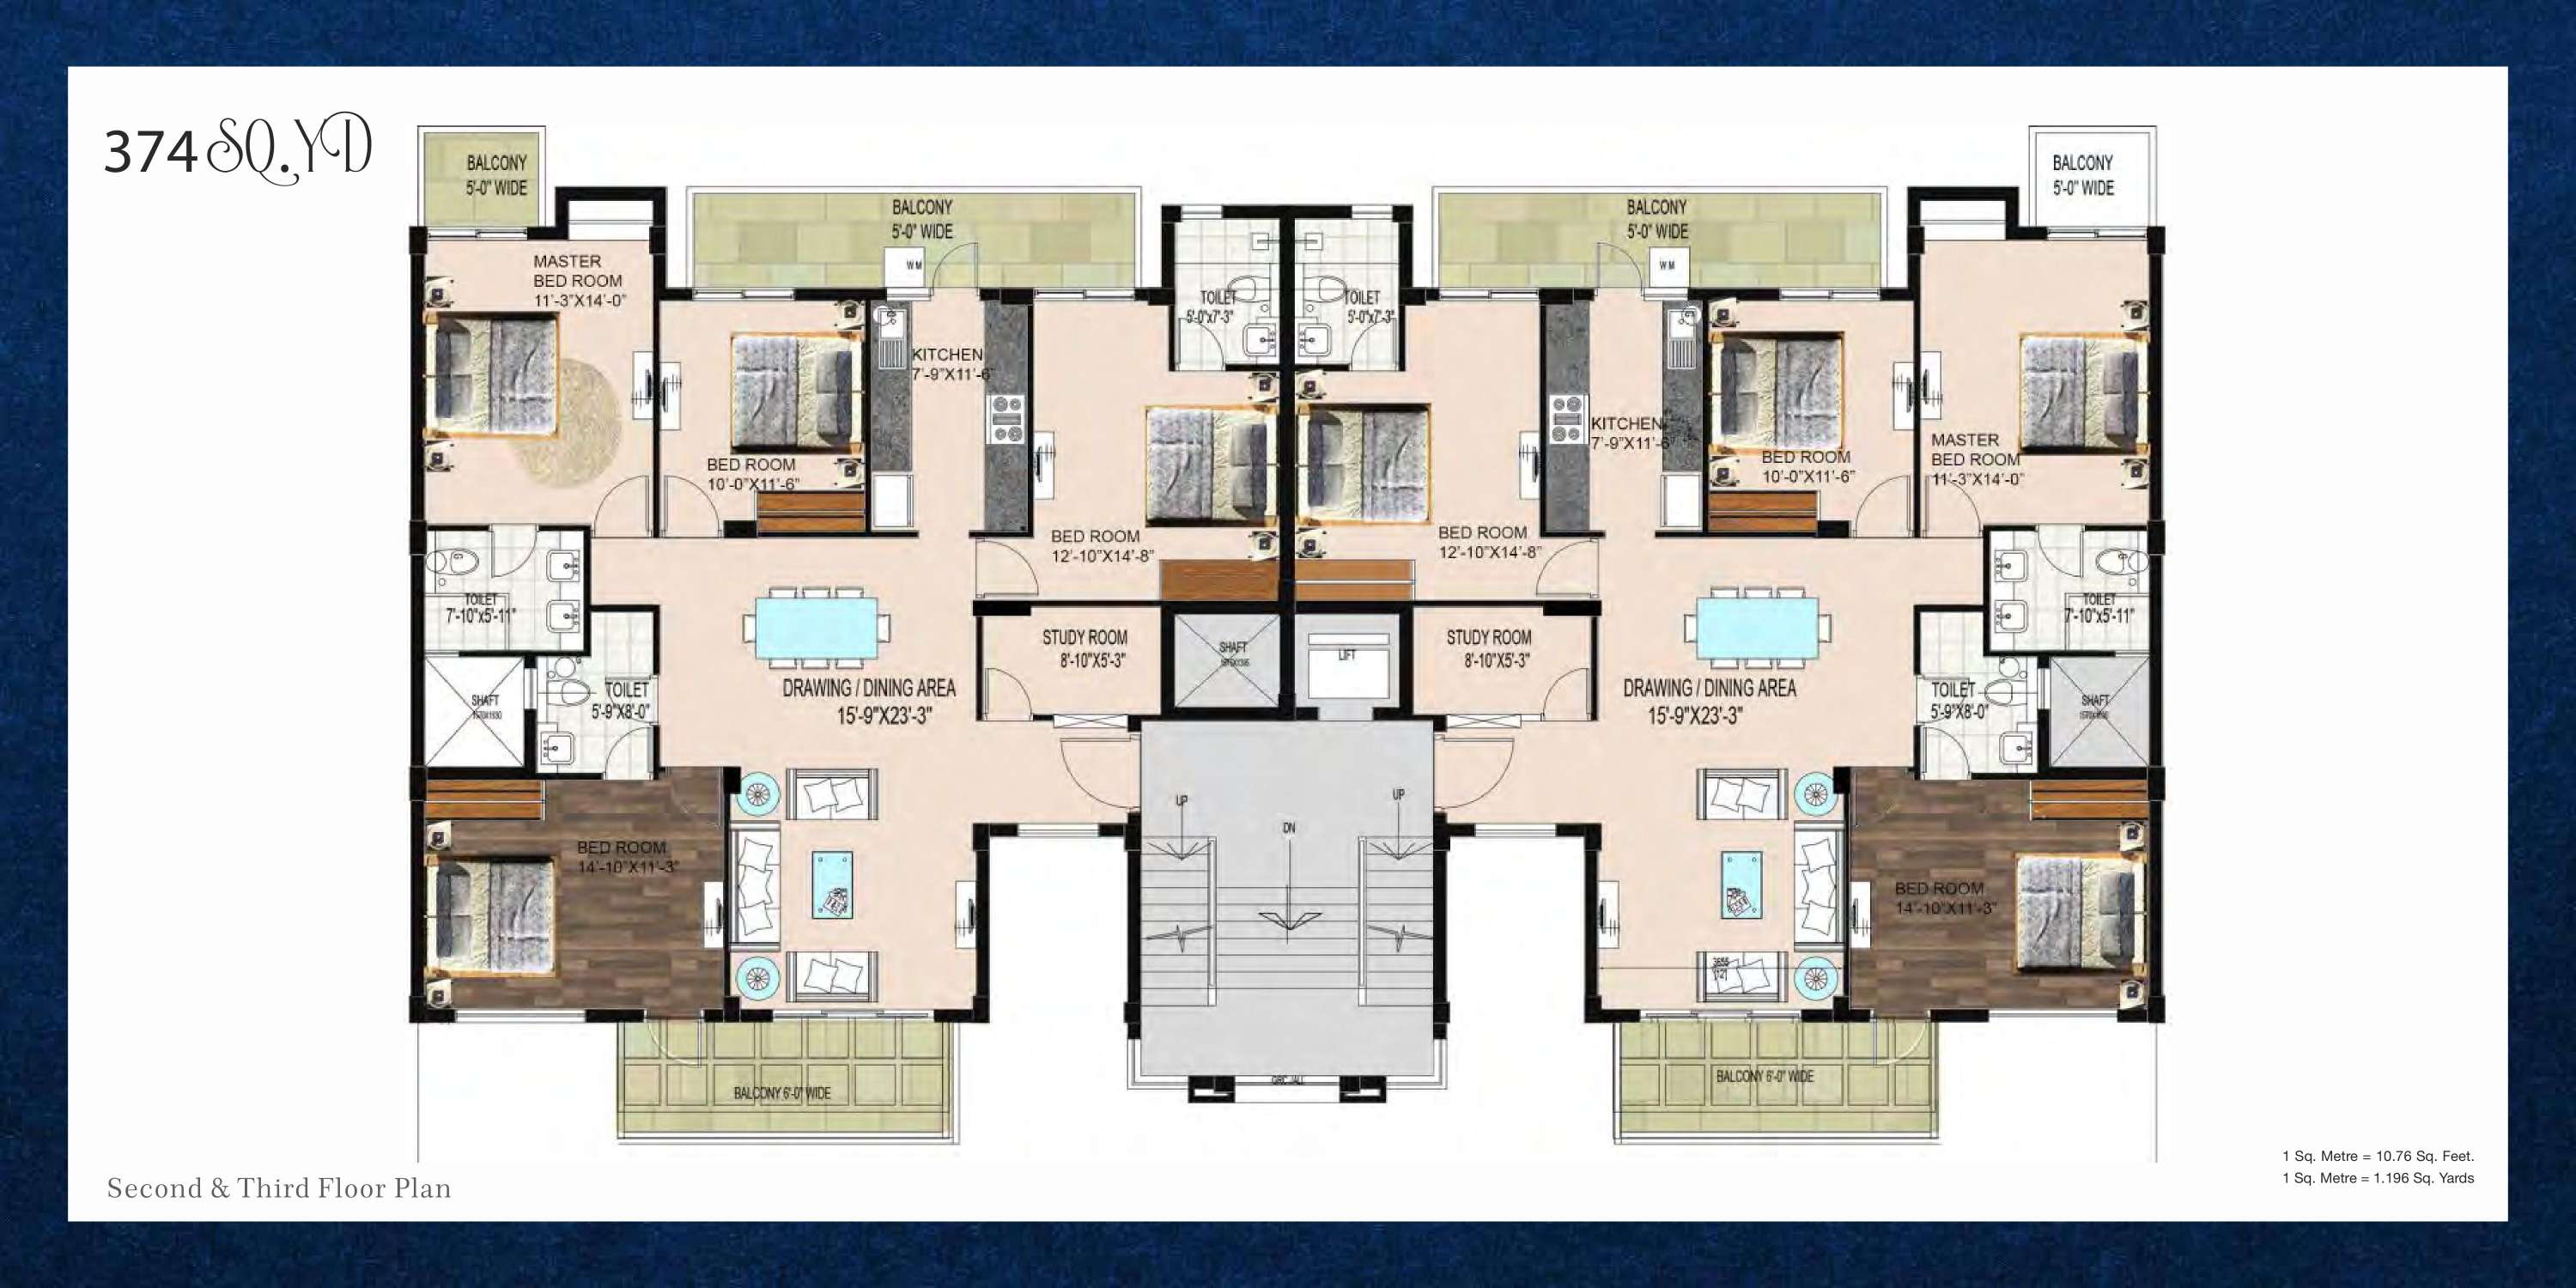 374 SQ.YD
BALCONY
5'-0" WIDE
BALCONY
5'-0" WIDE
BALCONY
5'-0" WIDE
BALCONY
5'-0" WIDE
MASTER
BED ROOM
11'-3"X14'-0"
W M
TOILET
5'-0"x7'-3"
TOILET
5'-0"x7'-3"
W M
KITCHEN
7'-9"X11'-6"
BED ROOM
10'-0"X11'-6"
BED ROOM
12'-10"X14'-8"
BED ROOM
12'-10"X14'-8"
KITCHEN
7'-9"X11'-6"
BED ROOM
10'-0"X11'-6"
MASTER
BED ROOM
11'-3"X14'-0"
TOILET
7'-10"x5'-11"
STUDY ROOM
8'-10"X5'-3"
SHAFT
LIFT
STUDY ROOM
8'-10"X5'-3"
TOILET
7'-10"x5'-11"
SHAFT
TOILET
5'-9"X8'-0"
DRAWING / DINING AREA
15'-9"X23'-3"
DRAWING / DINING AREA
15'-9"X23'-3"
TOILET
5'-9"X8'-0"
SHAFT
UP
DN
UP
BED ROOM
14'-10"X11'-3"
BED ROOM
14'-10"X11'-3"
3655
[12']
BALCONY 6'-0" WIDE
BALCONY 6'-0" WIDE
Second & Third Floor Plan
1 Sq. Metre = 10.76 Sq. Feet.
1 Sq. Metre = 1.196 Sq. Yards